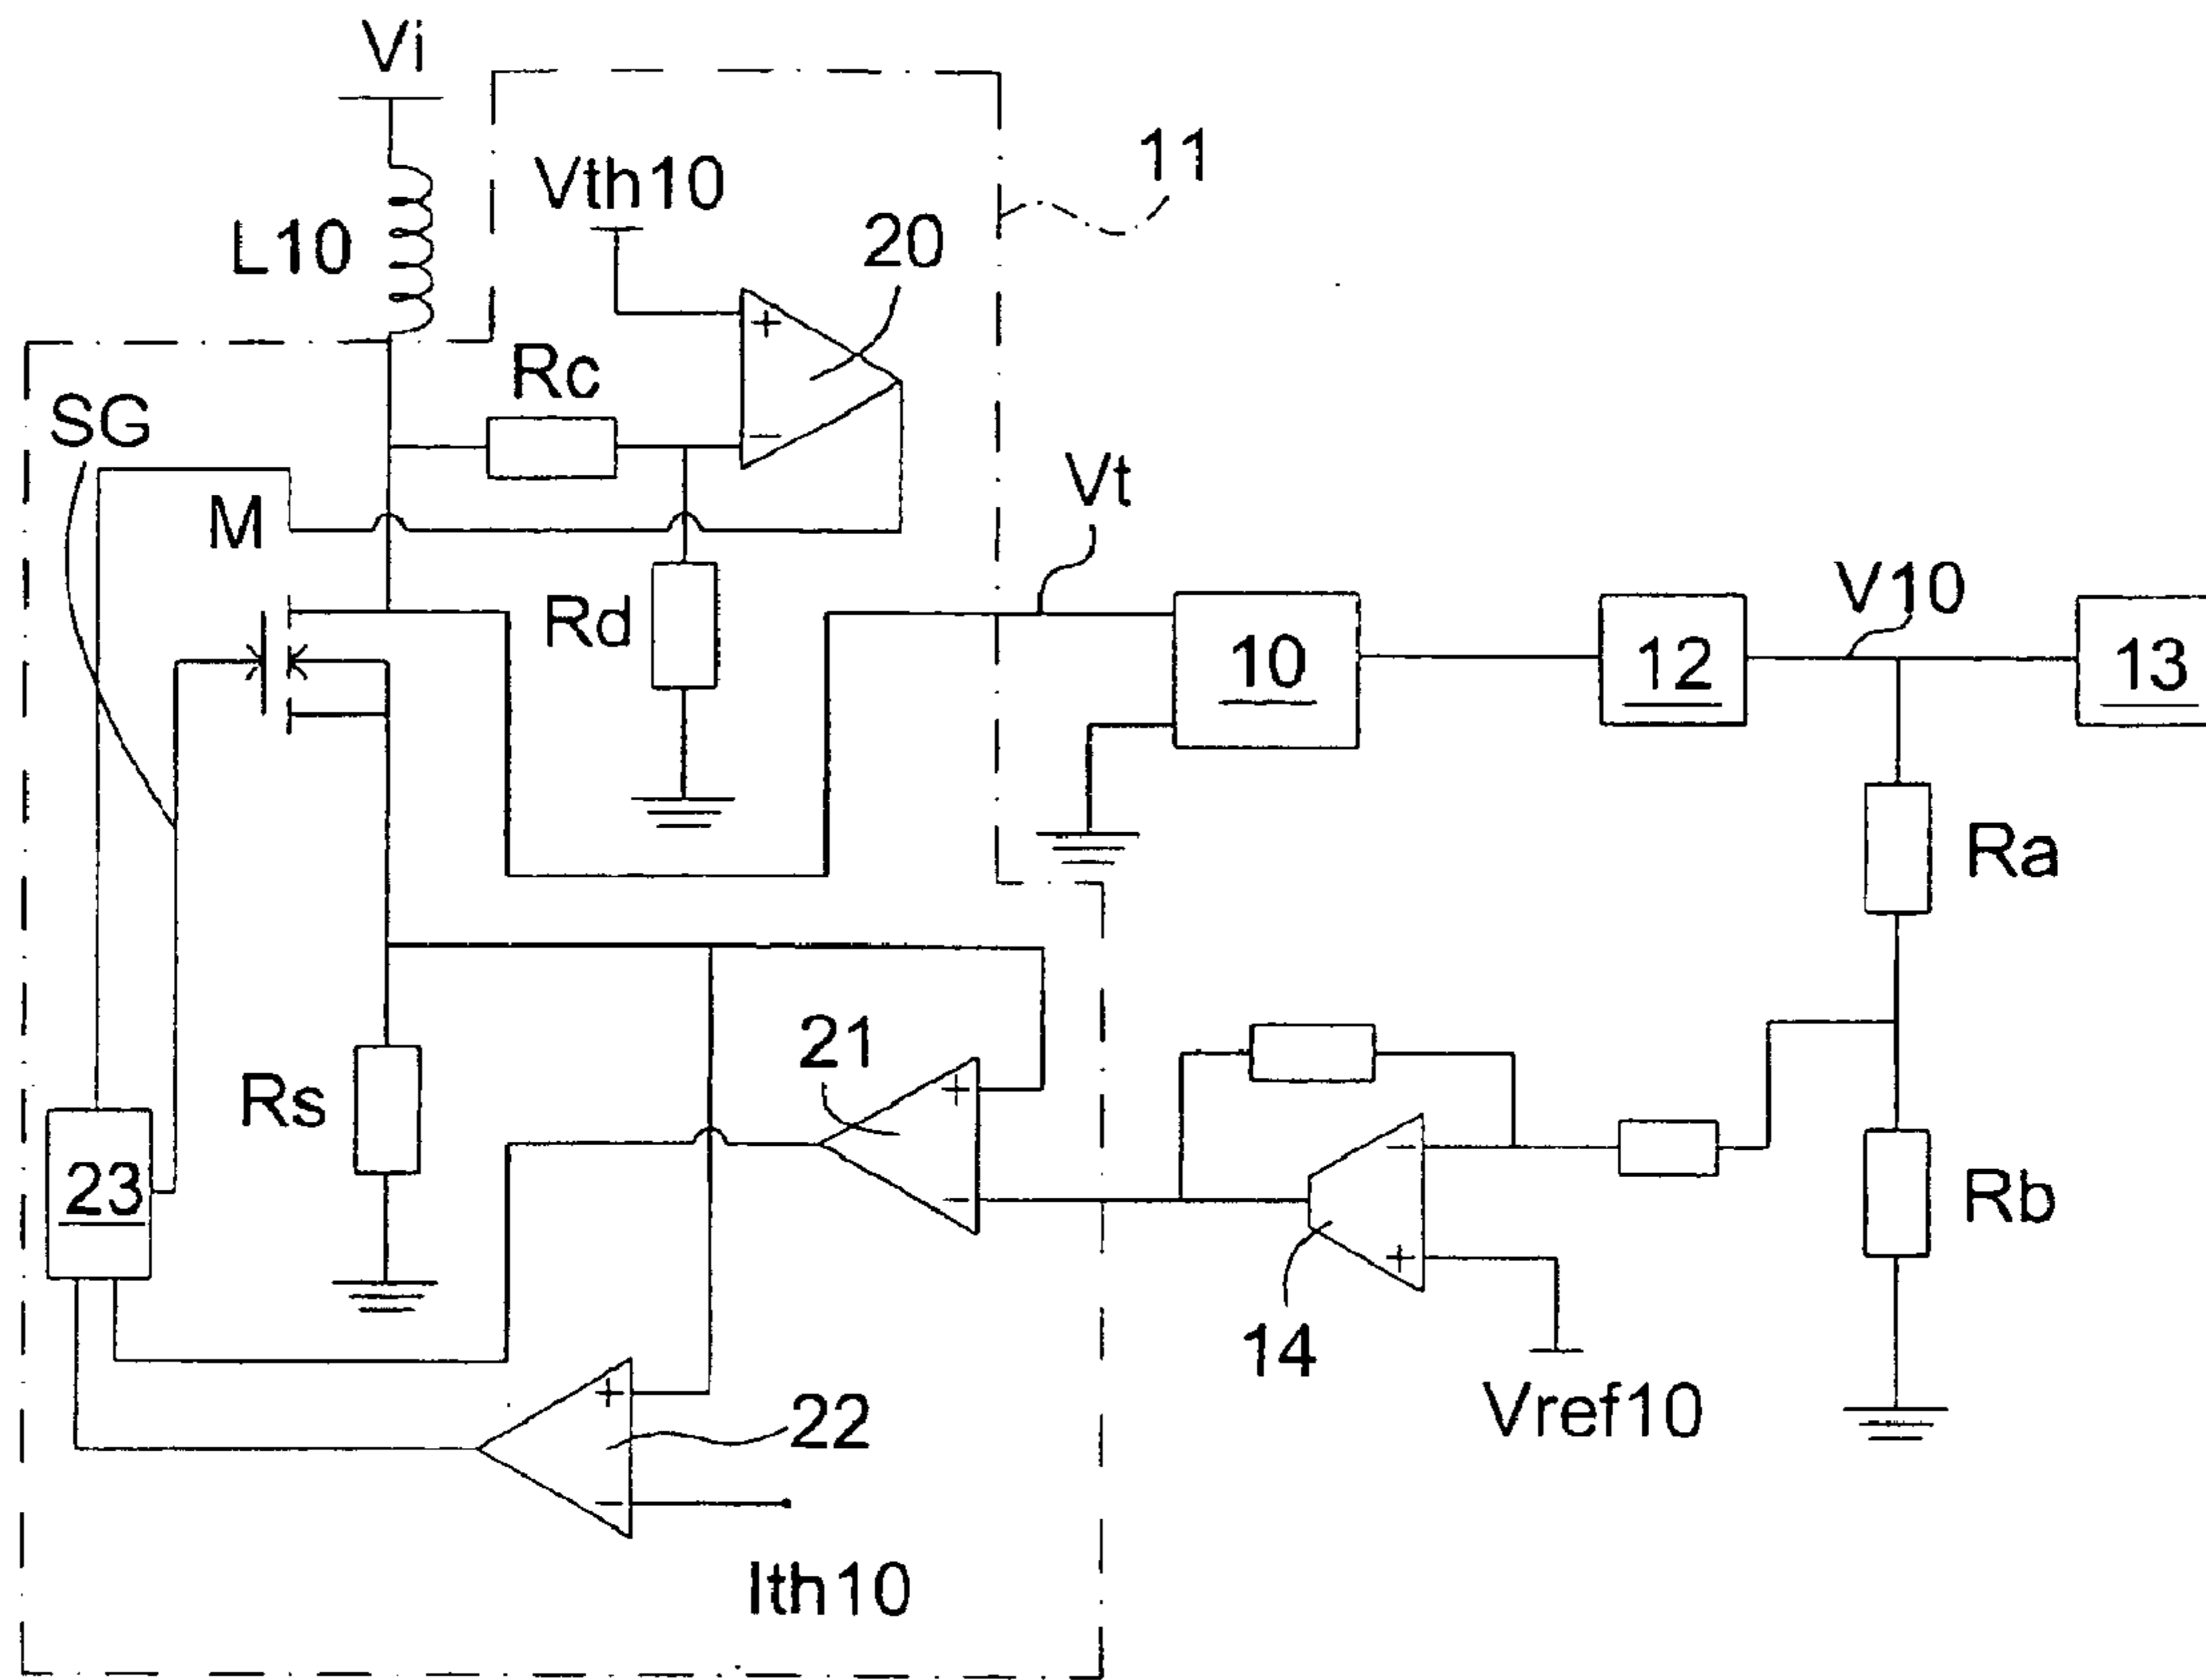 Vi
11
Vth10
20
L10
Rc
SG
+
−
Vt
M
V10
Rd
10
12
13
Ra
21
+
Rs
−
23
−
Rb
+
14
+
22
Vref10
−
Ith10